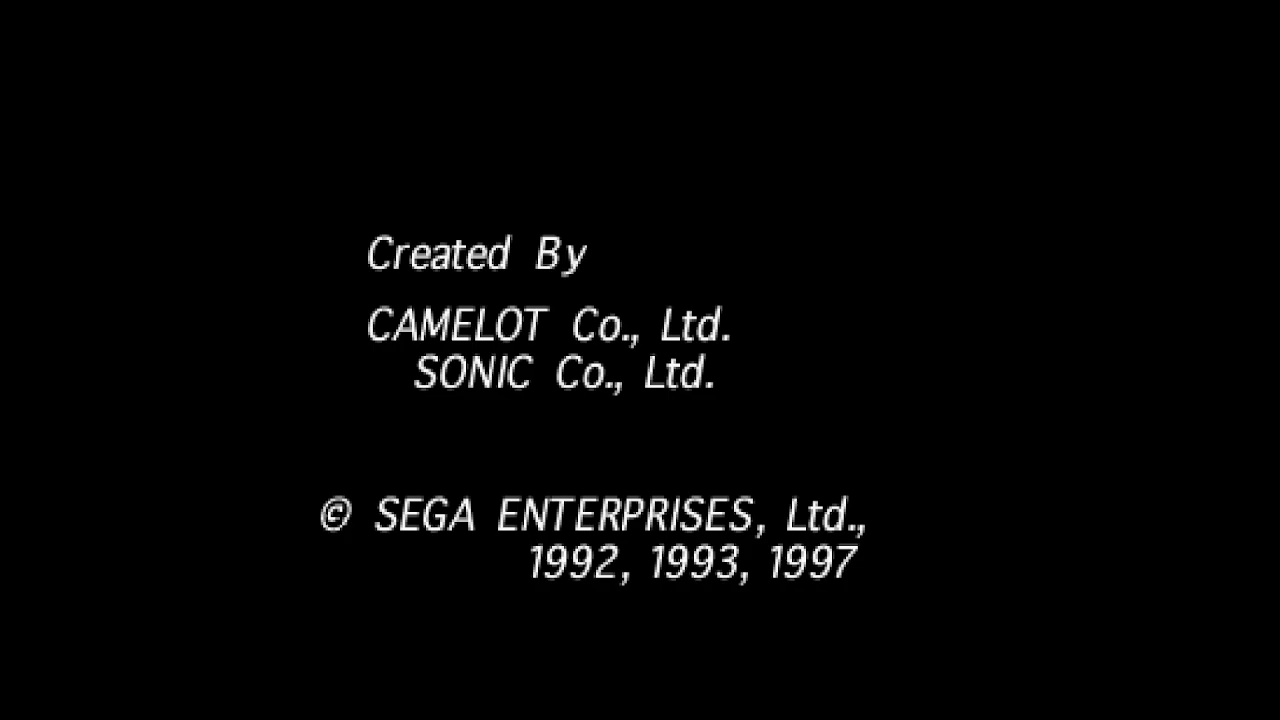 Created By
CAMELOT Co., Ltd.
SONIC Co., Ltd.
© SEGA ENTERPRISES, Ltd.,
1992, 1993, 1997